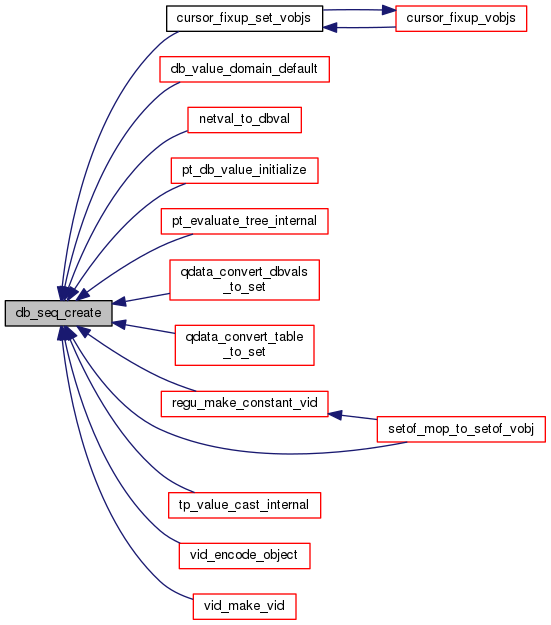 cursor_fixup_set_vobjs
cursor_fixup_vobjs
db_value_domain_default
netval_to_dbval
pt_db_value_initialize
pt_evaluate_tree_internal
qdata_convert_dbvals
_to_set
db_seq_create
qdata_convert_table
_to_set
regu_make_constant_vid
setof_mop_to_setof_vobj
tp_value_cast_internal
vid_encode_object
vid_make_vid